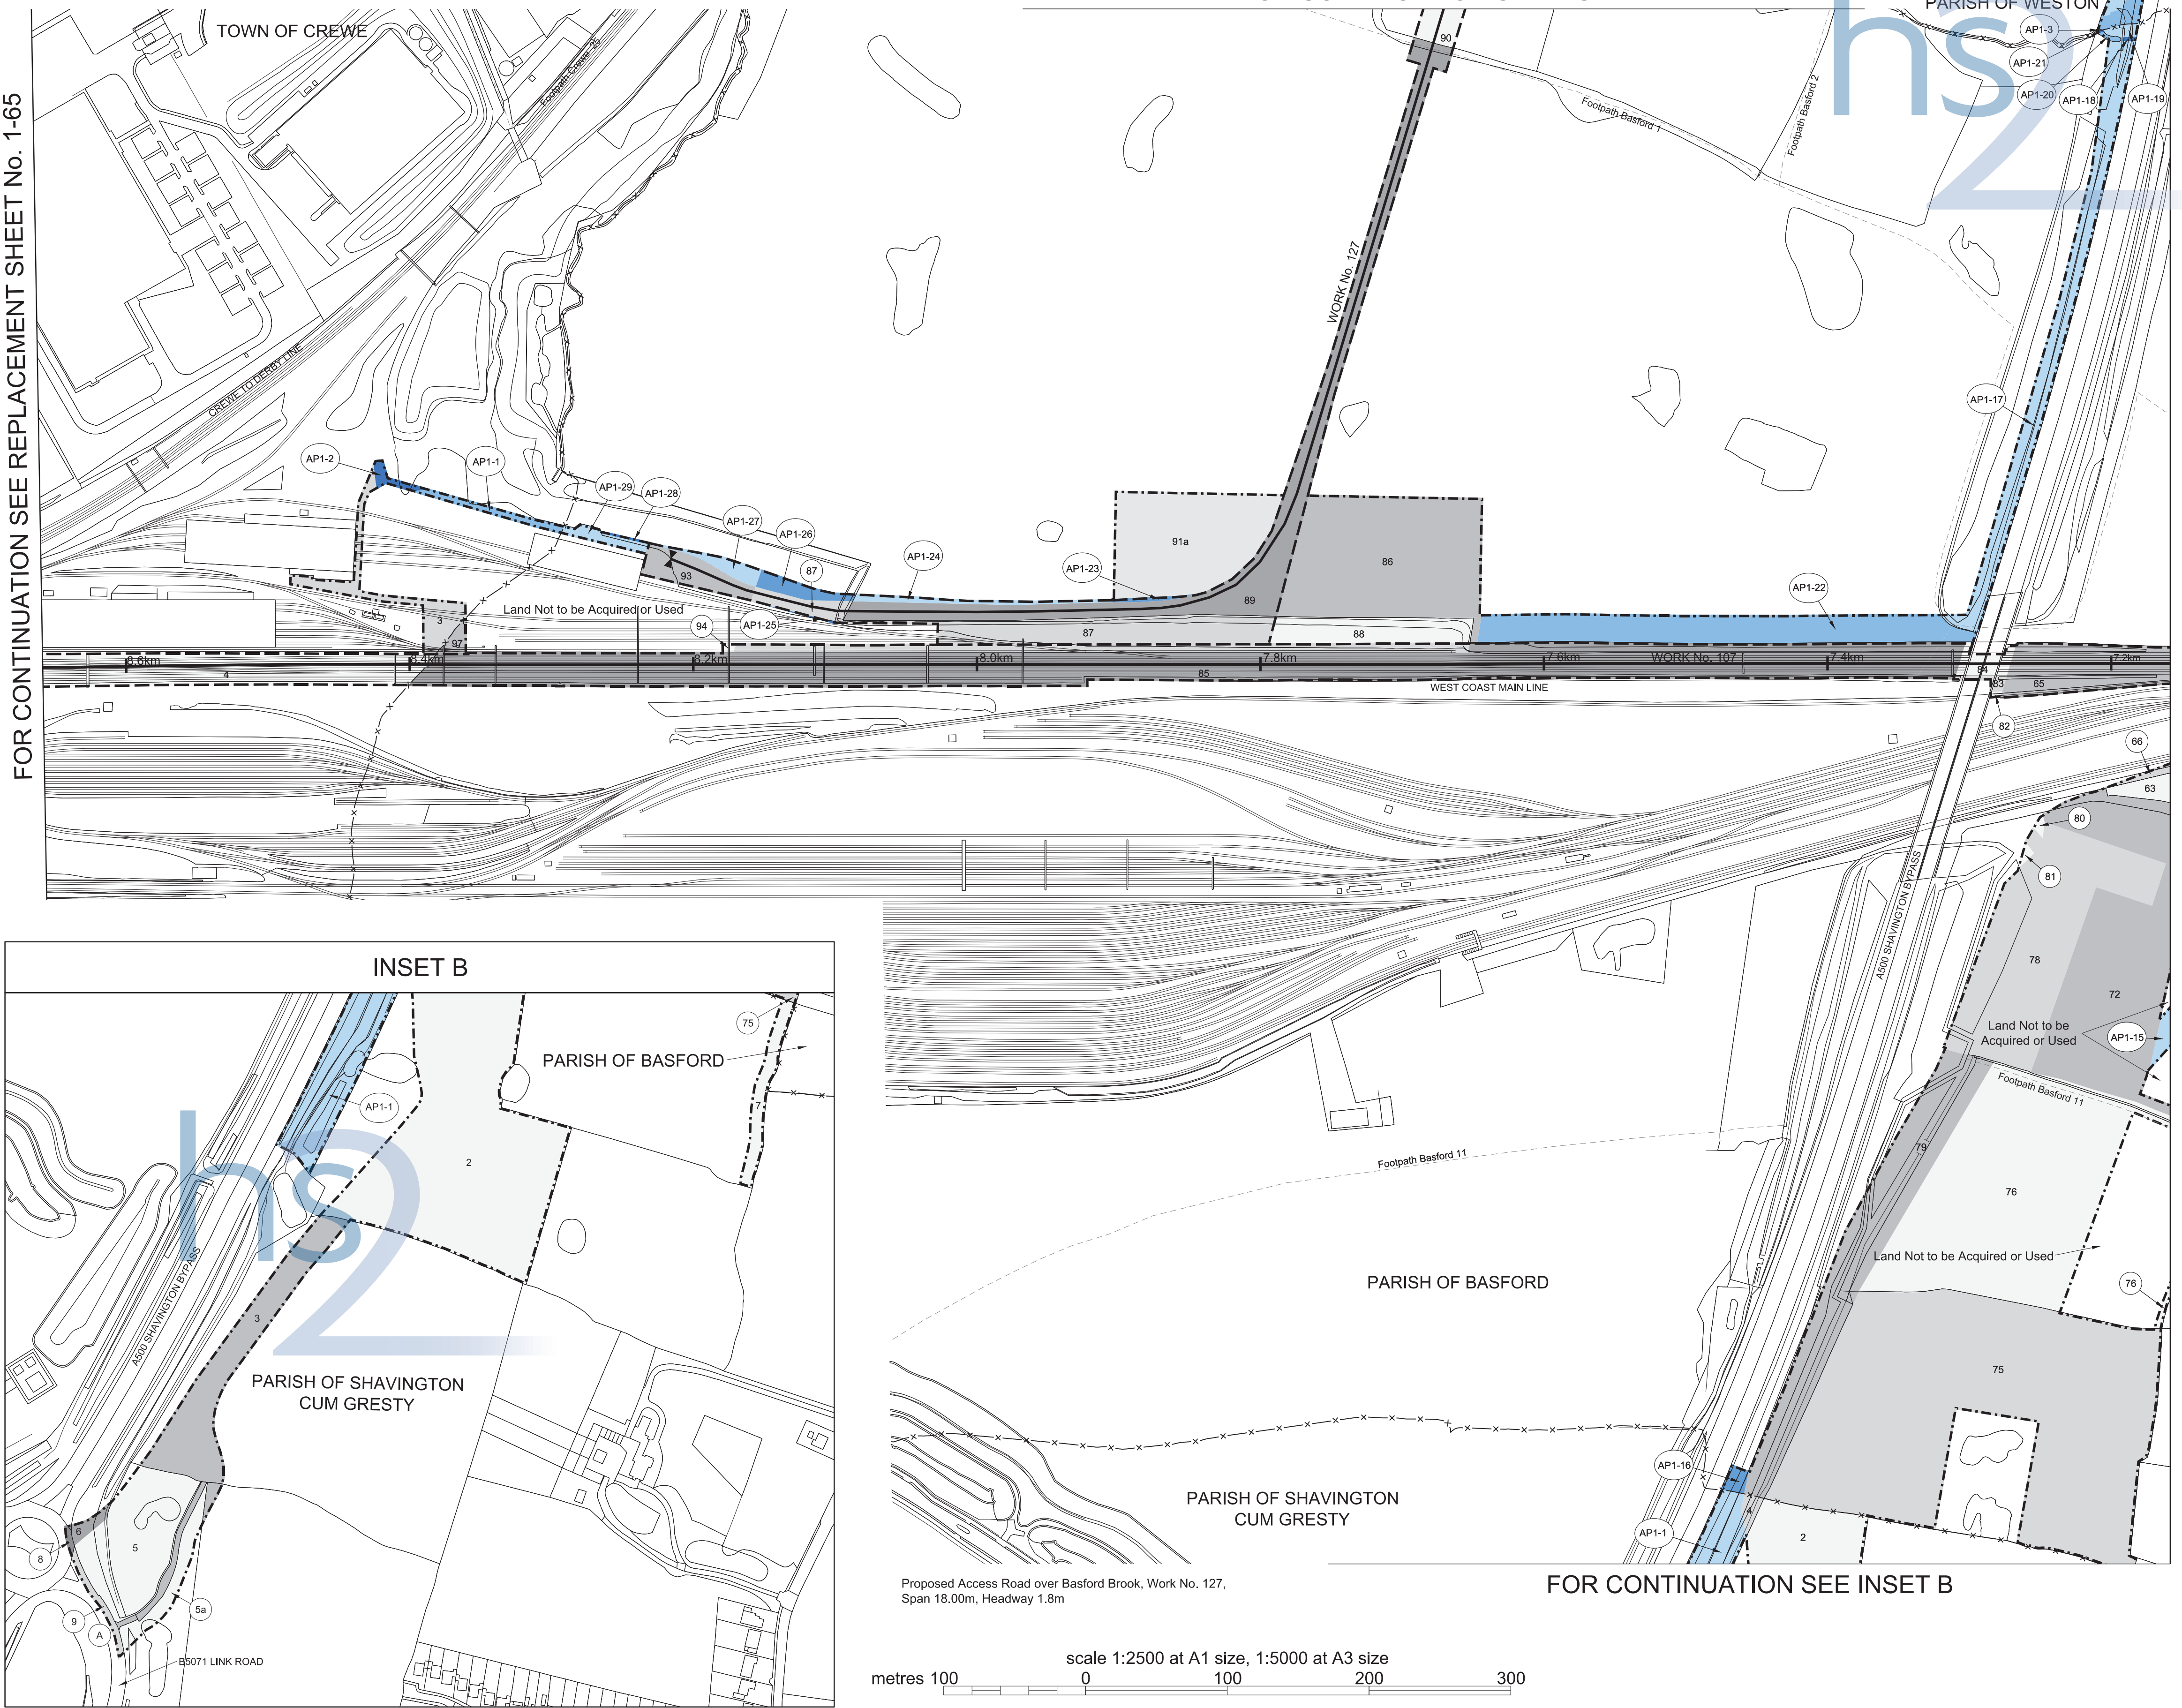 PARISH OF WESTON
hs2
TOWN OF CREWE
FOR CONTINUATION SEE REPLACEMENT SHEET No. 1-65
Footpath Crewe 25
CREWE TO DERBY LINE
90
Footpath Basford 1
Footpath Basford 2
AP1-3
AP1-21
AP1-20
AP1-18
AP1-19
WORK No. 127
AP1-17
AP1-2
AP1-1
AP1-29
AP1-28
AP1-27
AP1-26
AP1-24
AP1-23
91a
86
87
93
89
AP1-22
Land Not to be Acquired or Used
3
94
AP1-25
87
88
97
8.6km
8.4km
8.2km
8.0km
7.8km
7.6km
WORK No. 107
7.4km
7.2km
4
85
84
83
65
WEST COAST MAIN LINE
82
66
63
80
81
A500 SHAVINGTON BYPASS
78
72
Land Not to be
Acquired or Used
AP1-15
Footpath Basford 11
79
76
Footpath Basford 11
Land Not to be Acquired or Used
PARISH OF BASFORD
76
75
AP1-16
PARISH OF SHAVINGTON
CUM GRESTY
AP1-1
4
2
FOR CONTINUATION SEE INSET B
INSET B
75
PARISH OF BASFORD
AP1-1
7
2
hs2
A500 SHAVINGTON BYPASS
3
PARISH OF SHAVINGTON
CUM GRESTY
6
5
8
5a
9
A
B5071 LINK ROAD
Proposed Access Road over Basford Brook, Work No. 127,
Span 18.00m, Headway 1.8m
scale 1:2500 at A1 size, 1:5000 at A3 size
metres 100 0 100 200 300